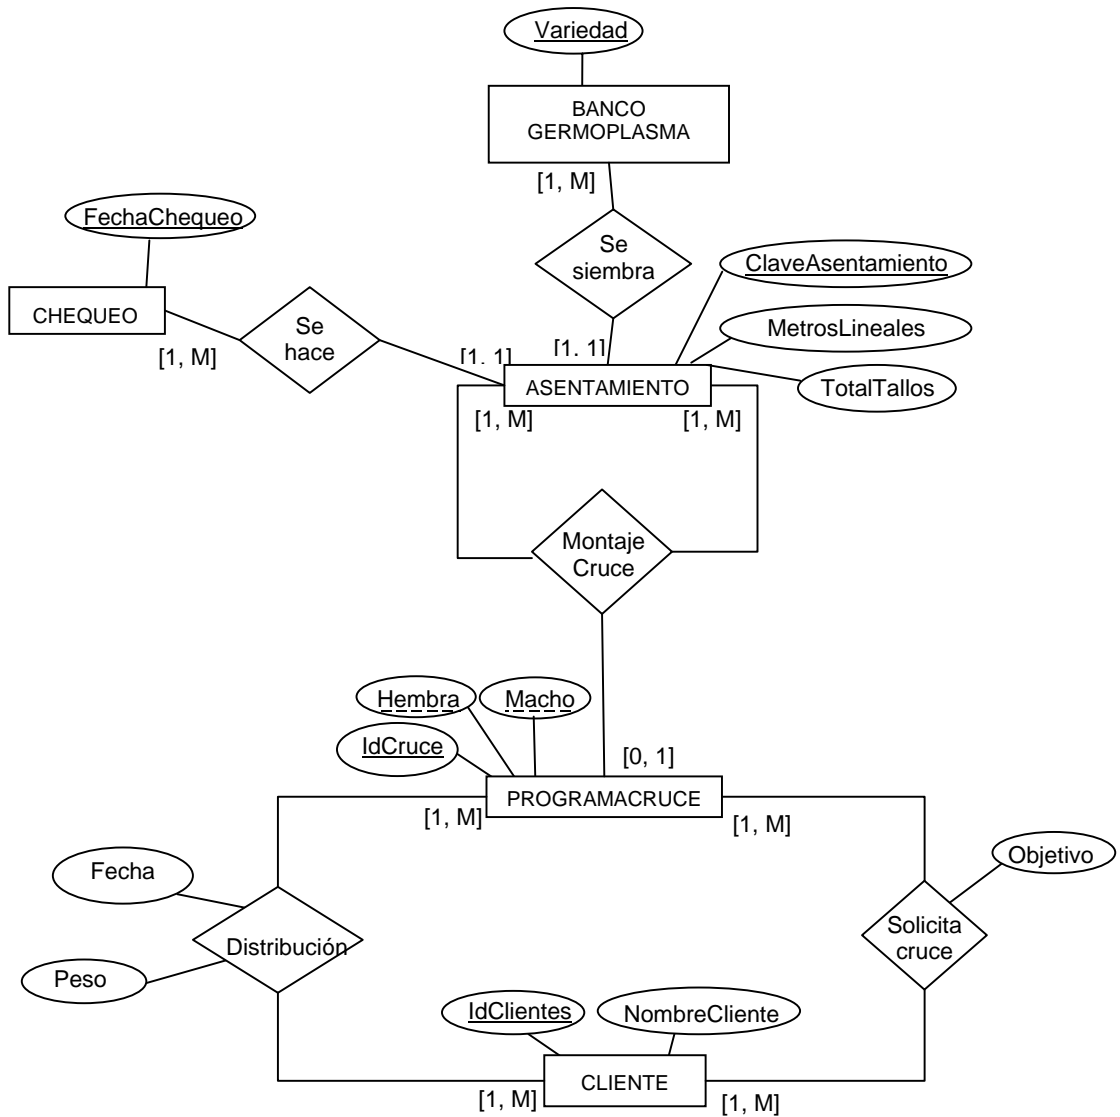 Variedad
BANCO
GERMOPLASMA
[1, M]
FechaChequeo
Se
siembra
ClaveAsentamiento
CHEQUEO
Se
hace
MetrosLineales
[1, M]
[1, 1]
[1, 1]
ASENTAMIENTO
TotalTallos
[1, M]
[1, M]
Montaje
Cruce
Hembra
Macho
IdCruce
[0, 1]
PROGRAMACRUCE
[1, M]
[1, M]
Fecha
Objetivo
Distribución
Solicita
cruce
Peso
IdClientes
NombreCliente
CLIENTE
[1, M]
[1, M]